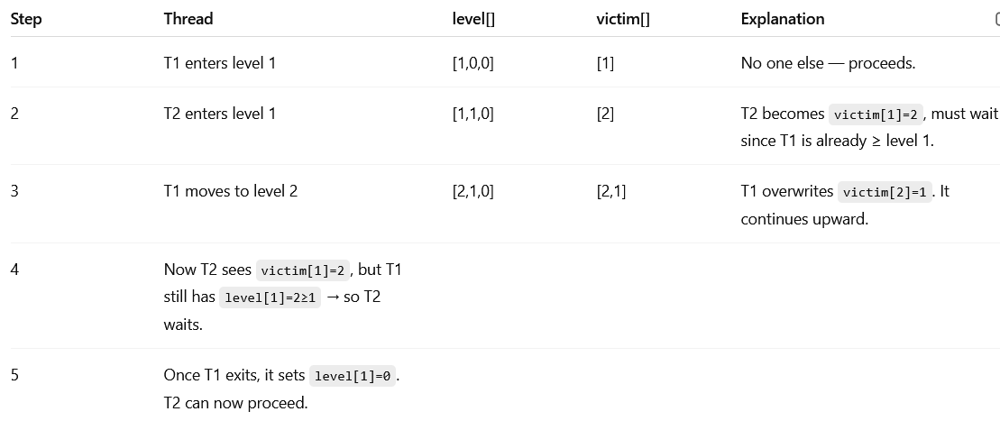 Step Thread level[] victim[] Explanation
1 T1 enters level 1 [1,0,0] [1] No one else — proceeds.
2 T2 enters level 1 [1,1,0] [2] T2 becomes victim[1]=2, must wait
since T1 is already ≥ level 1.
3 T1 moves to level 2 [2,1,0] [2,1] T1 overwrites victim[2]=1. It
continues upward.
4 Now T2 sees victim[1]=2, but T1
still has level[1]=2≥1 → so T2
waits.
5 Once T1 exits, it sets level[1]=0.
T2 can now proceed.